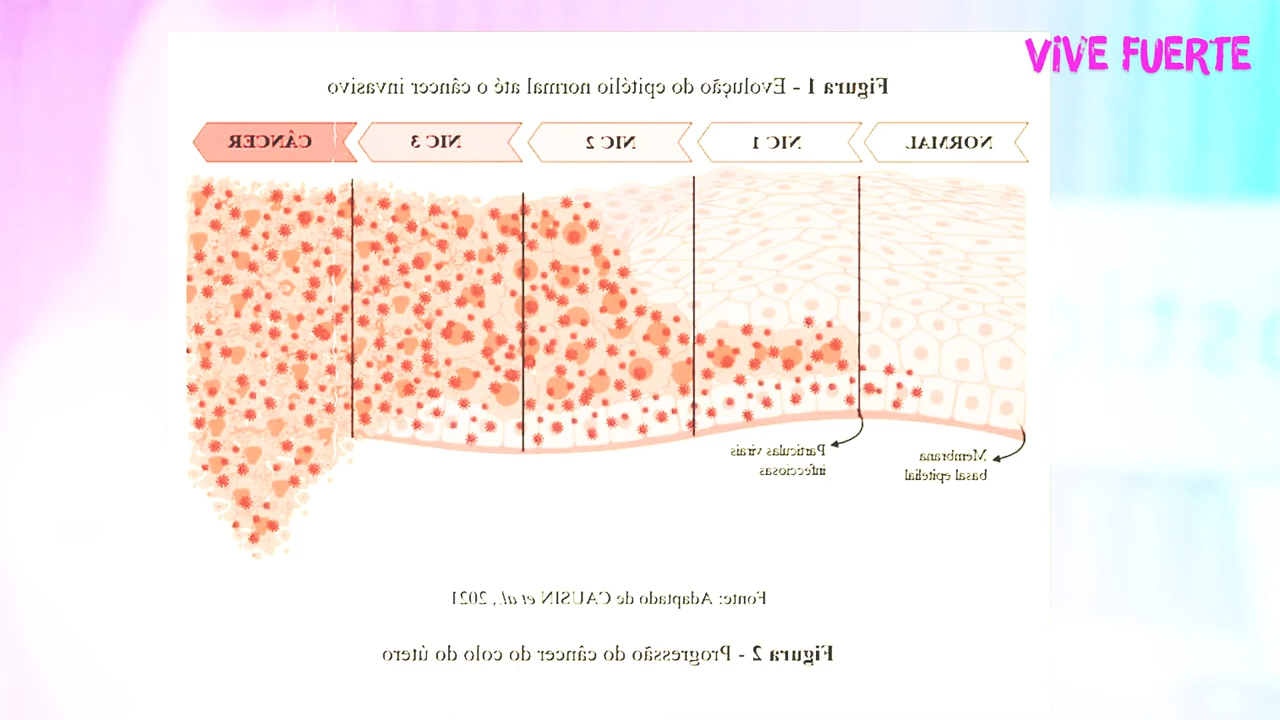 VIVE FUERTE
Figura 1 - Evolução do epitélio normal até o câncer invasivo
NORMAL
NIC 1
NIC 2
NIC 3
CÂNCER
Membrana
basal epitelial
Partículas virais
infecciosas
Fonte: Adaptado de CAUSIN et al., 2021
Figura 2 - Progressão do câncer do colo do útero